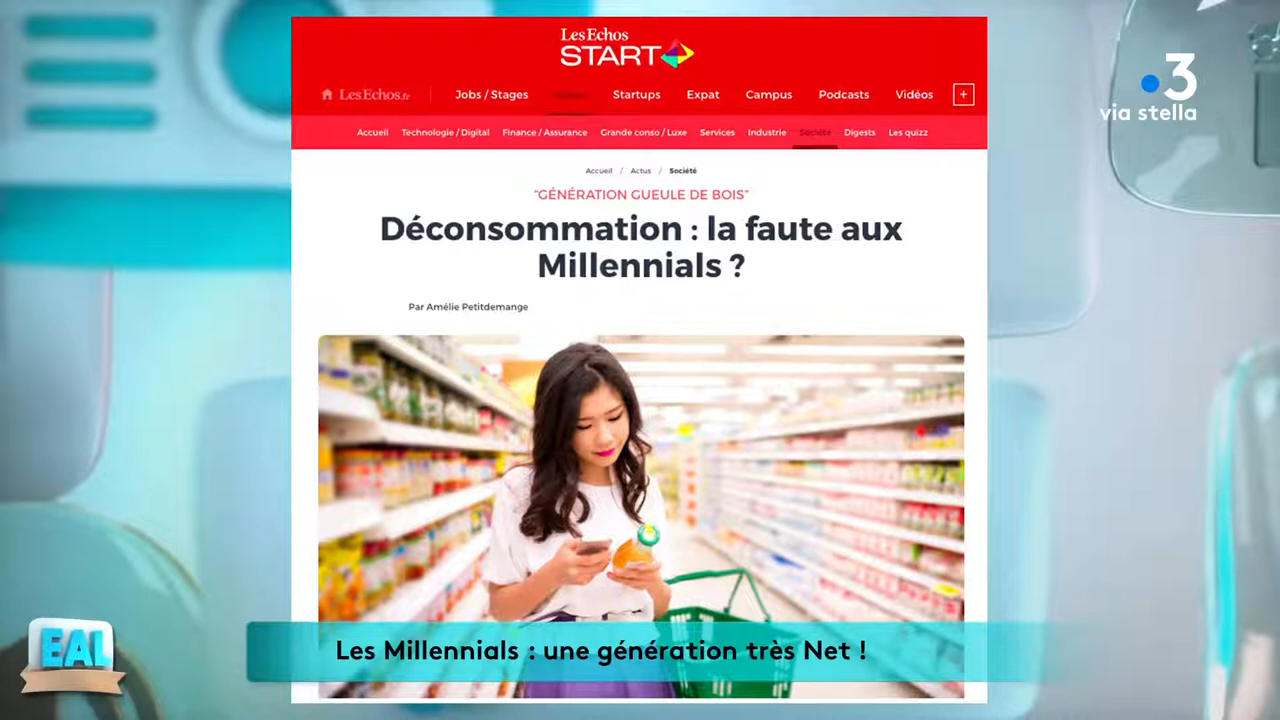 Les Echos
START
3
via stella
LesEchos.fr
Jobs / Stages
Startups
Expat
Campus
Podcasts
Vidéos
+
Accueil
Technologie / Digital
Finance / Assurance
Grande conso / Luxe
Services
Industrie
Société
Digests
Les quizz
Accueil / Actus / Société
"GÉNÉRATION GUEULE DE BOIS"
Déconsommation : la faute aux
Millennials ?
Par Amélie Petitdemange
EAL
Les Millennials : une génération très Net !